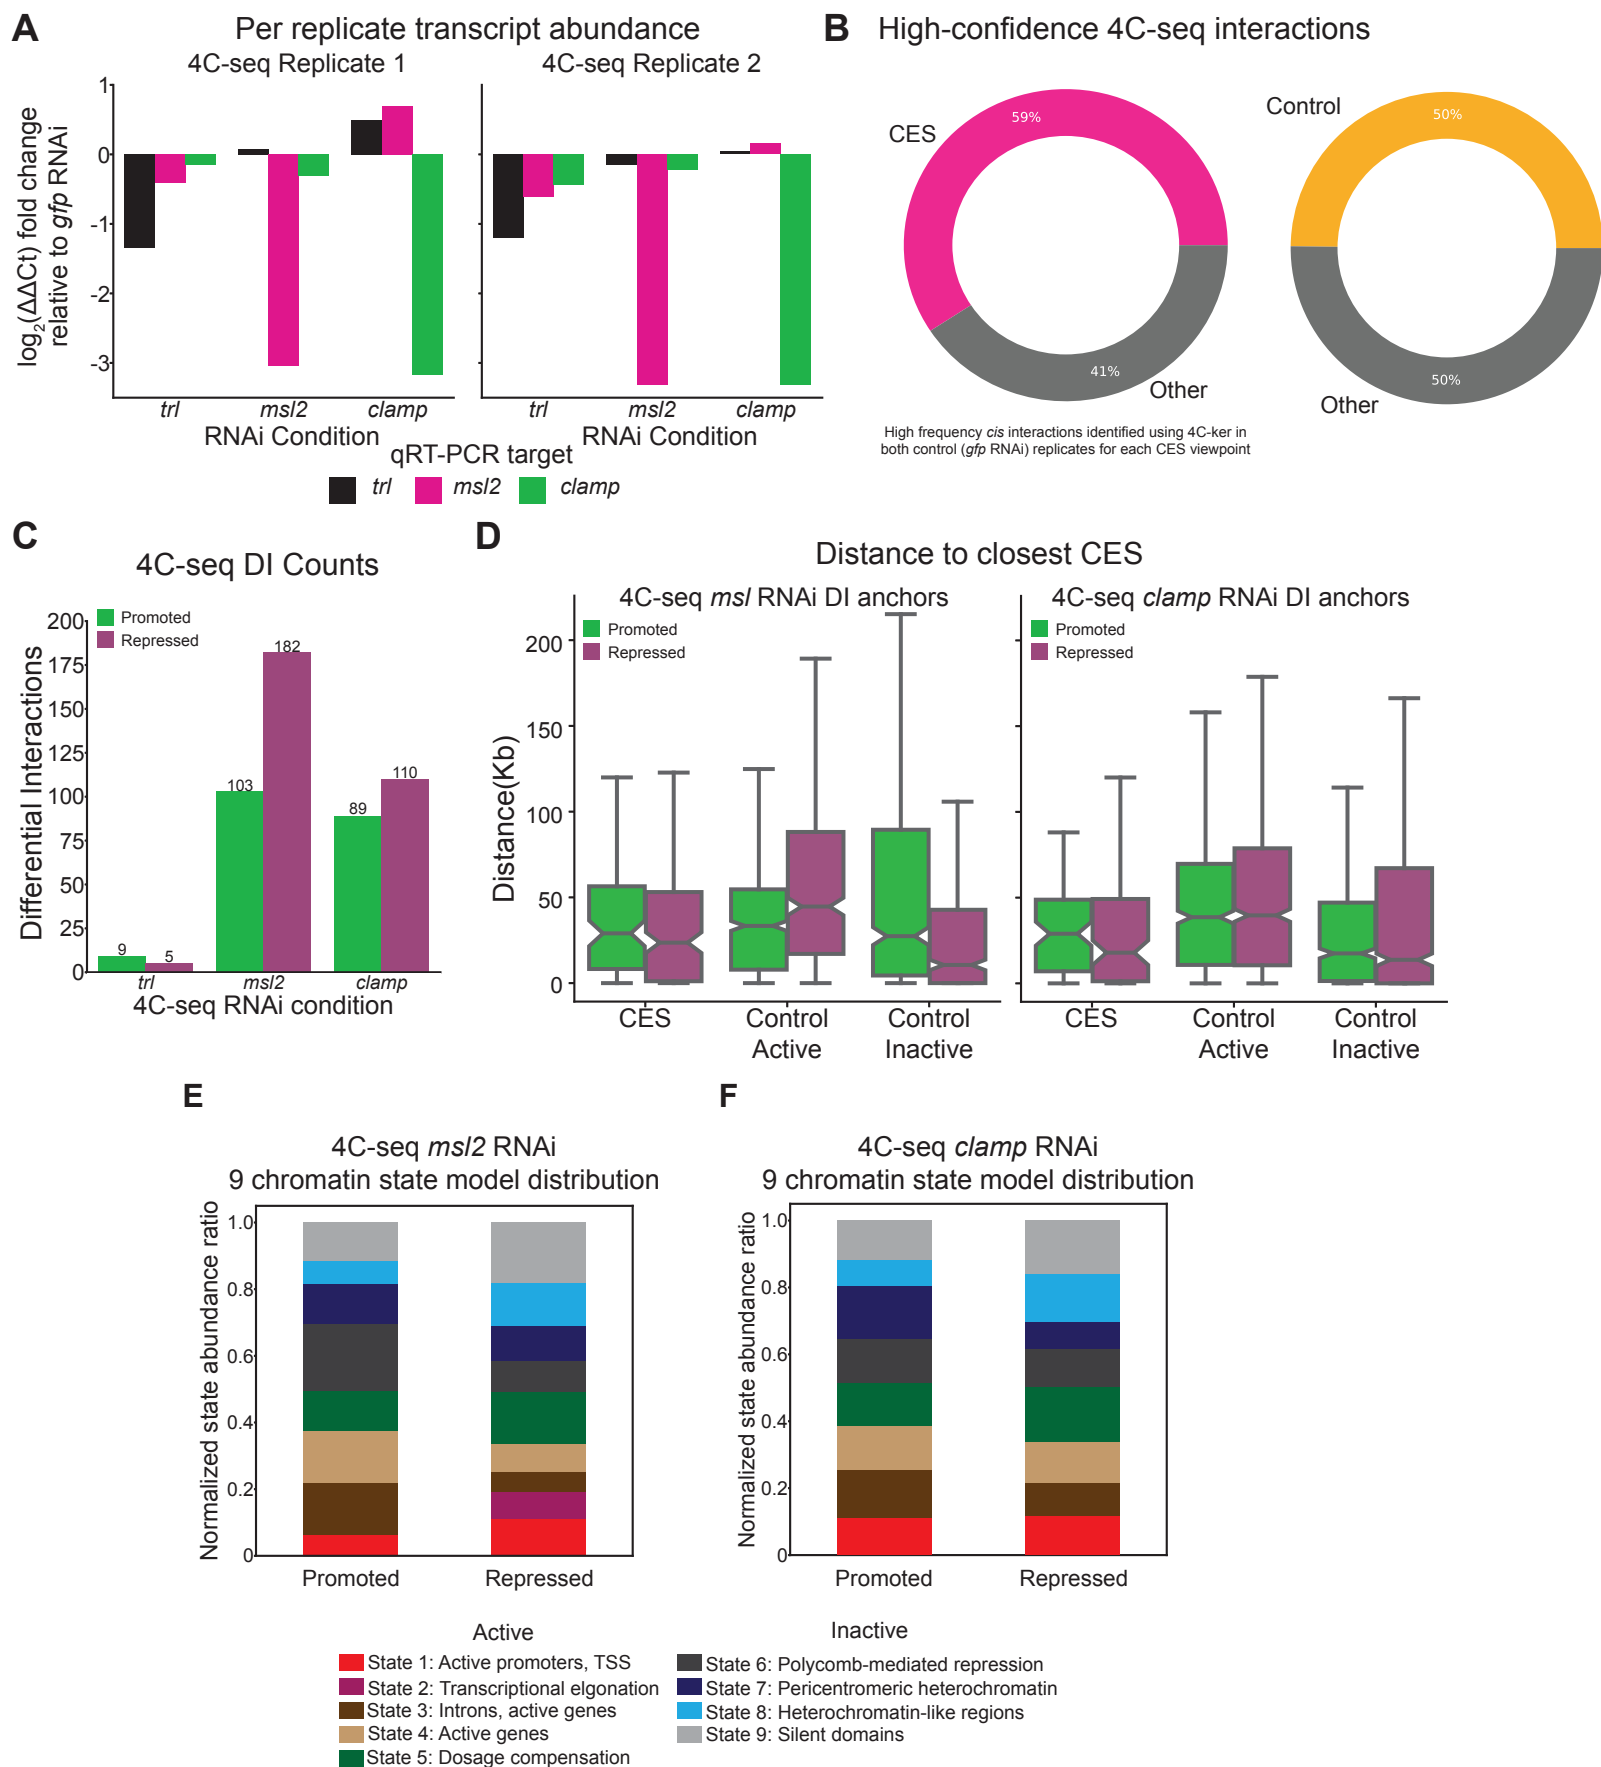 A
Per replicate transcript abundance
4C-seq Replicate 1
4C-seq Replicate 2
log2(ΔΔCt) fold change
relative to gfp RNAi
1
0
-1
-2
-3
trl
msl2
clamp
trl
msl2
clamp
RNAi Condition
RNAi Condition
qRT-PCR target
trl
msl2
clamp
B
High-confidence 4C-seq interactions
CES
59%
41%
Other
Control
50%
50%
Other
High frequency cis interactions identified using 4C-ker in
both control (gfp RNAi) replicates for each CES viewpoint
C
4C-seq DI Counts
Promoted
Repressed
Differential Interactions
200
175
150
125
100
75
50
25
0
9
5
103
182
89
110
trl
msl2
clamp
4C-seq RNAi condition
D
Distance to closest CES
4C-seq msl RNAi DI anchors
4C-seq clamp RNAi DI anchors
Promoted
Repressed
Promoted
Repressed
Distance(Kb)
200
150
100
50
0
CES
Control
Active
Control
Inactive
CES
Control
Active
Control
Inactive
E
4C-seq msl2 RNAi
9 chromatin state model distribution
Normalized state abundance ratio
1.0
0.8
0.6
0.4
0.2
0
Promoted
Repressed
F
4C-seq clamp RNAi
9 chromatin state model distribution
Normalized state abundance ratio
1.0
0.8
0.6
0.4
0.2
0
Promoted
Repressed
Active
State 1: Active promoters, TSS
State 2: Transcriptional elgonation
State 3: Introns, active genes
State 4: Active genes
State 5: Dosage compensation
Inactive
State 6: Polycomb-mediated repression
State 7: Pericentromeric heterochromatin
State 8: Heterochromatin-like regions
State 9: Silent domains